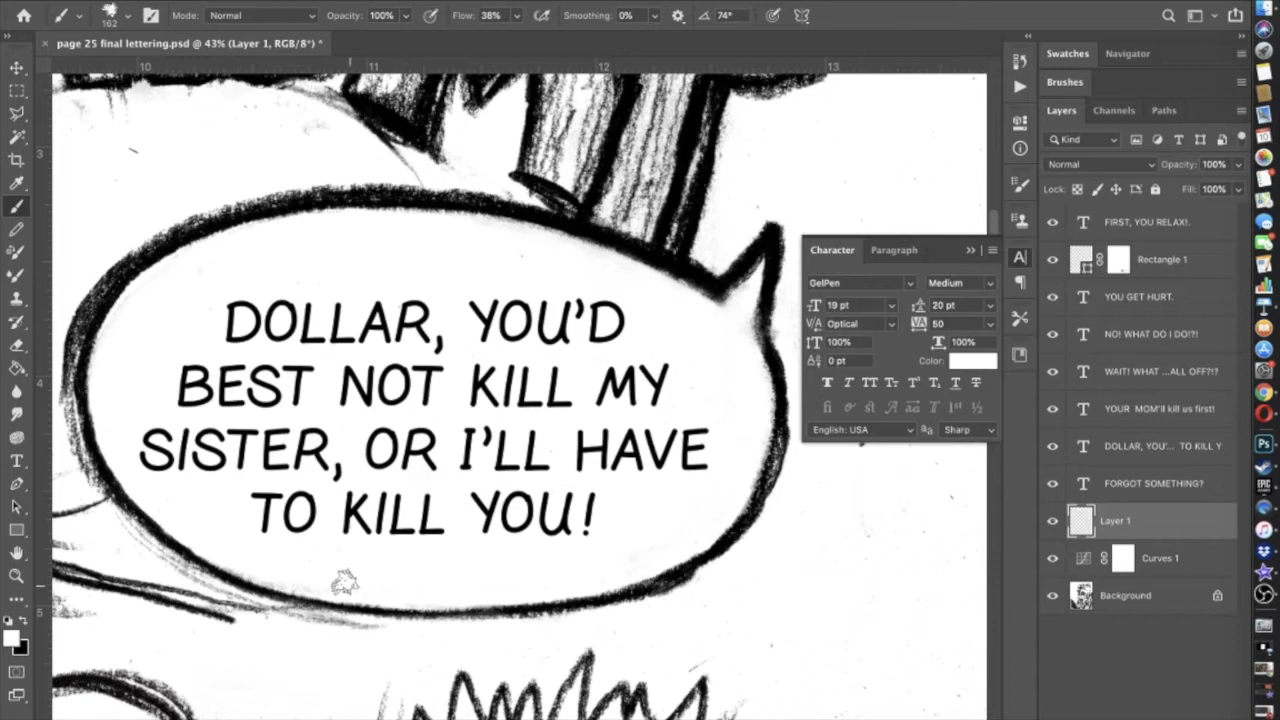 Mode: Normal Opacity: 100% Flow: 38% Smoothing: 0% 74°
162
page 25 final lettering.psd @ 43% (Layer 1, RGB/8*) *
10 11 12 13
3
4
5
DOLLAR, YOU'D
BEST NOT KILL MY
SISTER, OR I'LL HAVE
TO KILL YOU!
Character Paragraph
GelPen Medium
19 pt 20 pt
Optical 50
100% 100%
0 pt Color:
English: USA Sharp
Swatches Navigator
Brushes
Layers Channels Paths
Kind
Normal Opacity: 100%
Lock: Fill: 100%
FIRST, YOU RELAX!.
Rectangle 1
YOU GET HURT.
NO! WHAT DO I DO!?!
WAIT! WHAT ...ALL OFF?!?
YOUR MOM'll kill us first!
DOLLAR, YOU'... TO KILL Y
FORGOT SOMETHING?
Layer 1
Curves 1
Background